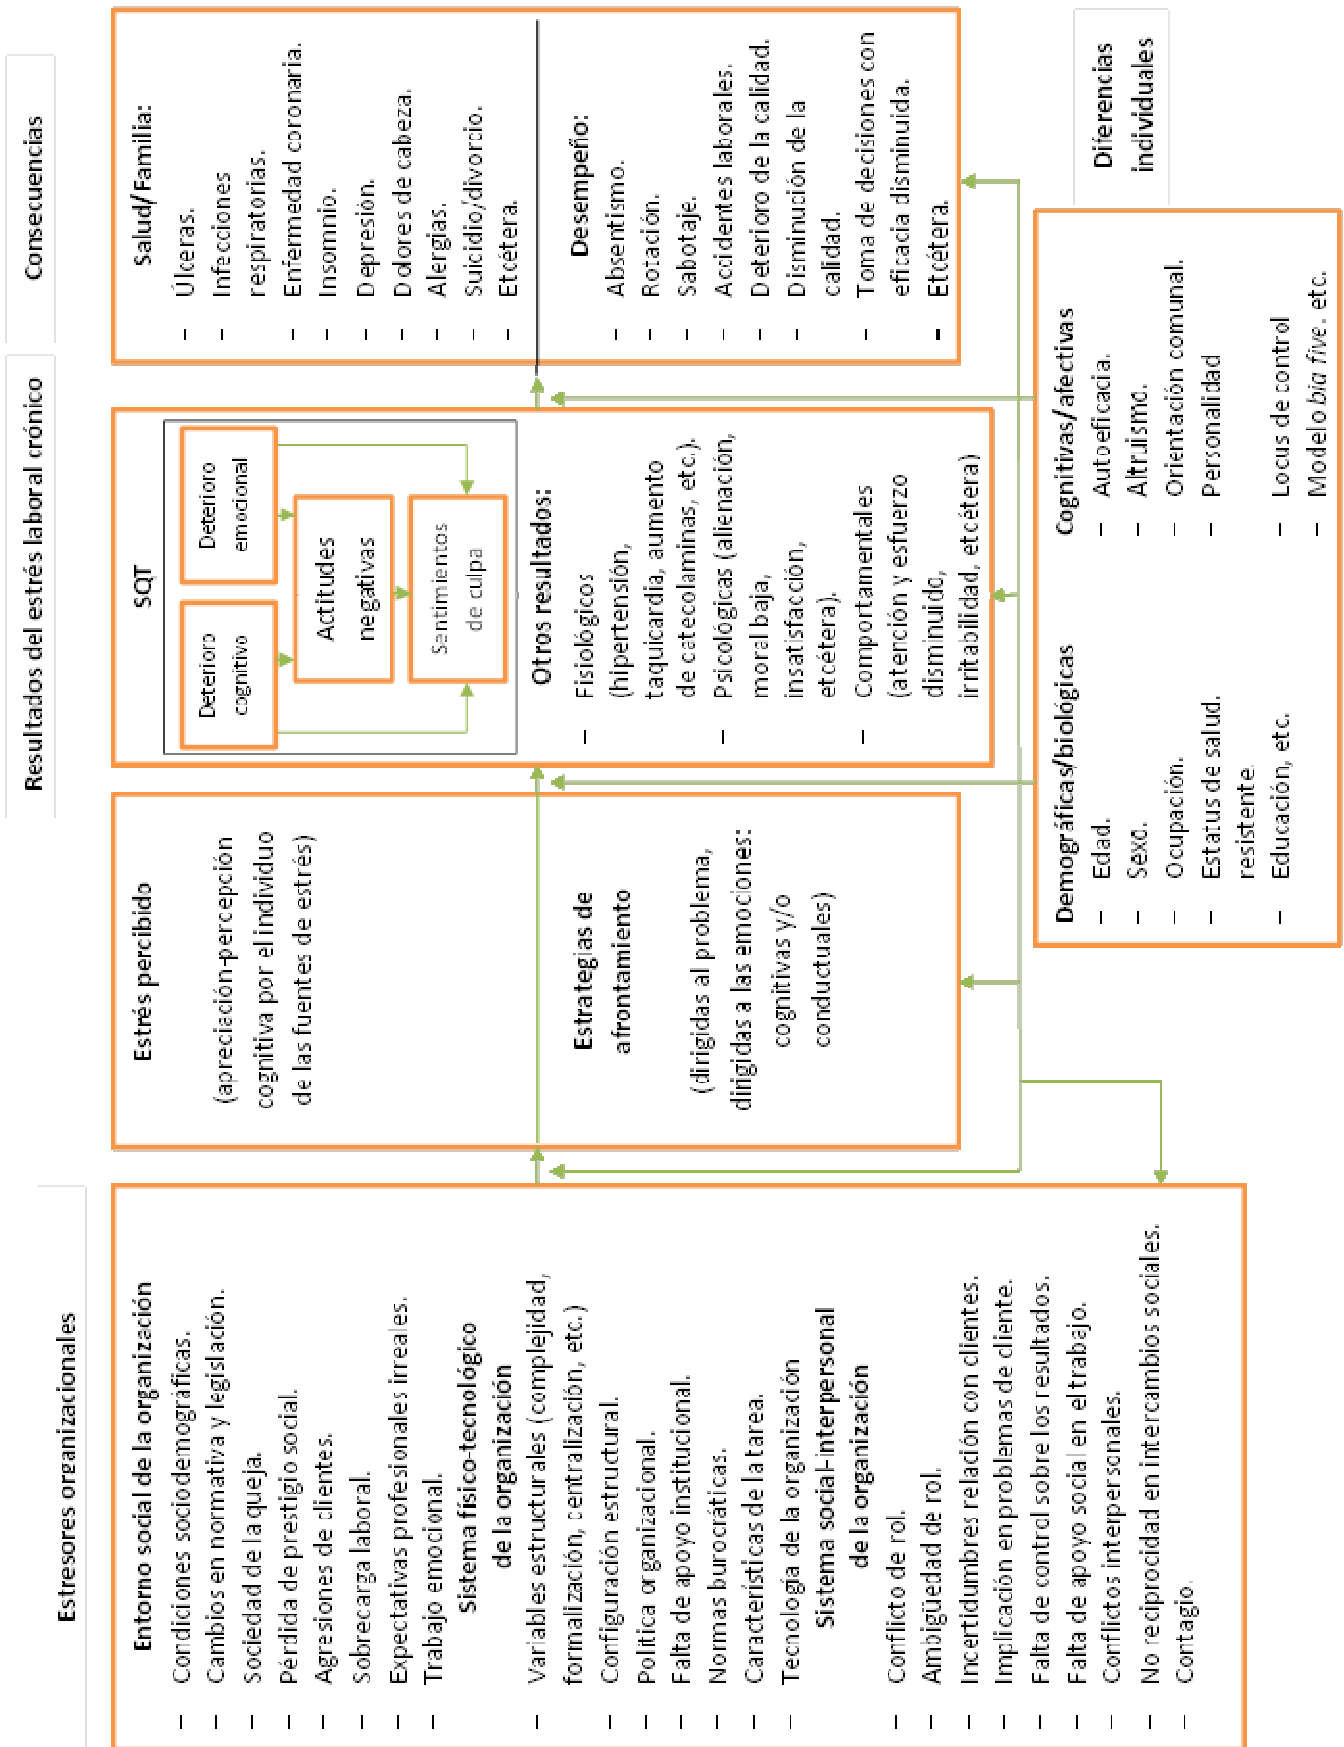 Estresores organizacionales
Entorno social de la organización
– Condiciones sociodemográficas.
– Cambios en normativa y legislación.
– Sociedad de la queja.
– Pérdida de prestigio social.
– Agresiones de clientes.
– Sobrecarga laboral.
– Expectativas profesionales irreales.
– Trabajo emocional.
Sistema físico-tecnológico
de la organización
– Variables estructurales (complejidad,
formalización, centralización, etc.)
– Configuración estructural.
– Política organizacional.
– Falta de apoyo institucional.
– Normas burocráticas.
– Características de la tarea.
– Tecnología de la organización
Sistema social-interpersonal
de la organización
– Conflicto de rol.
– Ambigüedad de rol.
– Incertidumbres relación con clientes.
– Implicación en problemas de cliente.
– Falta de control sobre los resultados.
– Falta de apoyo social en el trabajo.
– Conflictos interpersonales.
– No reciprocidad en intercambios sociales.
– Contagio.
Estrés percibido
(apreciación-percepción
cognitiva por el individuo
de las fuentes de estrés)
Estrategias de
afrontamiento
(dirigidas al problema,
dirigidas a las emociones:
cognitivas y/o
conductuales)
Resultados del estrés laboral crónico
SQT
Deterioro
cognitivo
Deterioro
emocional
Actitudes
negativas
Sentimientos
de culpa
Otros resultados:
– Fisiológicos
(hipertensión,
taquicardia, aumento
de catecolaminas, etc.).
– Psicológicas (alienación,
moral baja,
insatisfacción,
etcétera).
– Comportamentales
(atención y esfuerzo
disminuido,
irritabilidad, etcétera)
Consecuencias
Salud/Familia:
– Úlceras.
– Infecciones
respiratorias.
– Enfermedad coronaria.
– Insomnio.
– Depresión.
– Dolores de cabeza.
– Alergias.
– Suicidio/divorcio.
– Etcétera.
Desempeño:
– Absentismo.
– Rotación.
– Sabotaje.
– Accidentes laborales.
– Deterioro de la calidad.
– Disminución de la
calidad.
– Toma de decisiones con
eficacia disminuida.
– Etcétera.
Demográficas/biológicas
– Edad.
– Sexo.
– Ocupación.
– Estatus de salud.
resistente.
– Educación, etc.
Cognitivas/afectivas
– Autoeficacia.
– Altruismo.
– Orientación comunal.
– Personalidad
– Locus de control
– Modelo big five. etc.
Diferencias
individuales